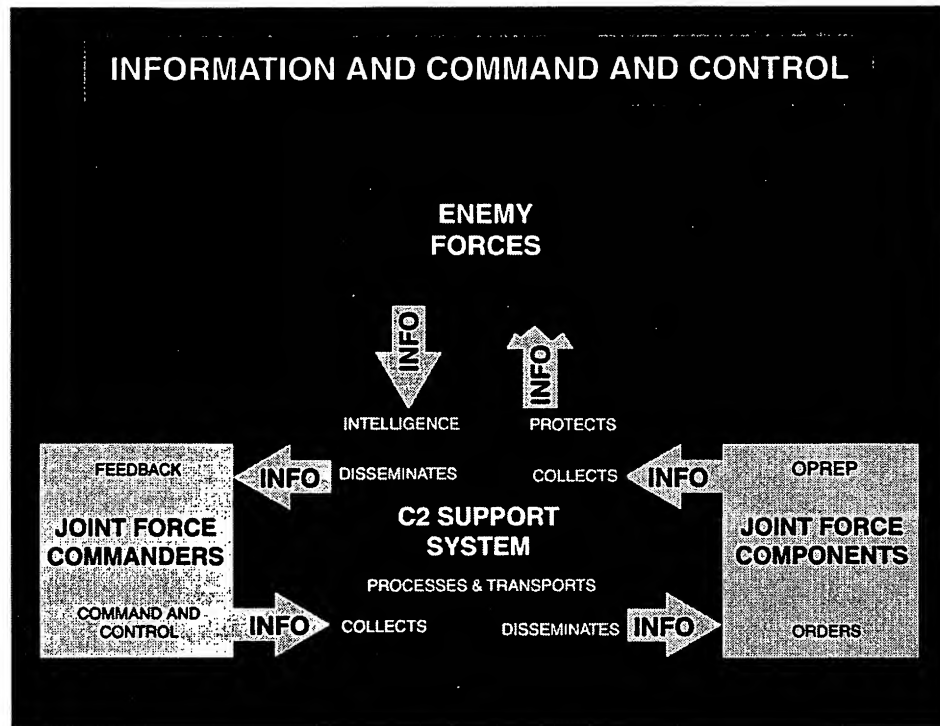 INFORMATION AND COMMAND AND CONTROL
ENEMY
FORCES
INFO
INFO
INTELLIGENCE
PROTECTS
FEEDBACK
INFO
DISSEMINATES
COLLECTS
INFO
OPREP
JOINT FORCE
COMMANDERS
C2 SUPPORT
SYSTEM
JOINT FORCE
COMPONENTS
PROCESSES & TRANSPORTS
COMMAND AND
CONTROL
INFO
COLLECTS
DISSEMINATES
INFO
ORDERS